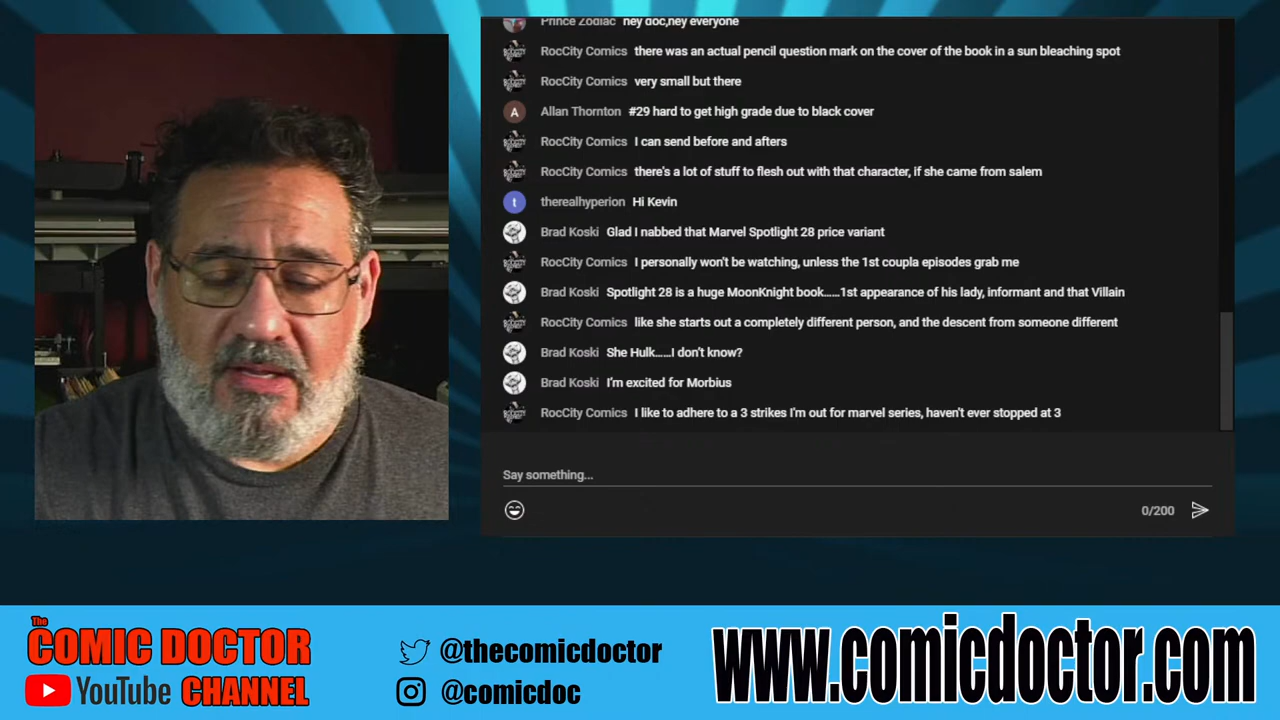 Prince Zodiac hey doc,hey everyone
RocCity Comics there was an actual pencil question mark on the cover of the book in a sun bleaching spot
RocCity Comics very small but there
A Allan Thornton #29 hard to get high grade due to black cover
RocCity Comics I can send before and afters
RocCity Comics there's a lot of stuff to flesh out with that character, if she came from salem
t therealhyperion Hi Kevin
Brad Koski Glad I nabbed that Marvel Spotlight 28 price variant
RocCity Comics I personally won't be watching, unless the 1st coupla episodes grab me
Brad Koski Spotlight 28 is a huge MoonKnight book......1st appearance of his lady, informant and that Villain
RocCity Comics like she starts out a completely different person, and the descent from someone different
Brad Koski She Hulk......I don't know?
Brad Koski I'm excited for Morbius
RocCity Comics I like to adhere to a 3 strikes I'm out for marvel series, haven't ever stopped at 3
Say something...
0/200
The
COMIC DOCTOR
YouTube CHANNEL
@thecomicdoctor
@comicdoc
www.comicdoctor.com